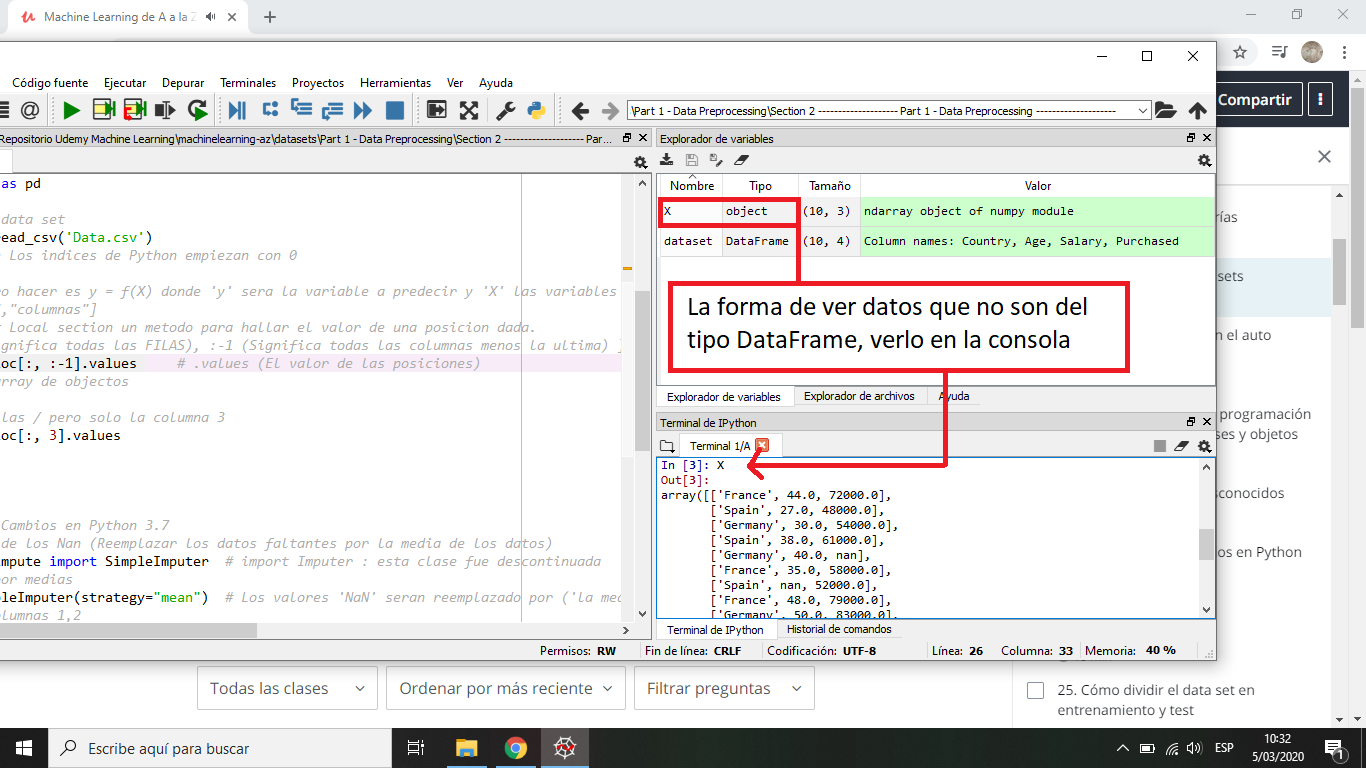 Machine Learning de A a la Z
Código fuente Ejecutar Depurar Terminales Proyectos Herramientas Ver Ayuda
\Part 1 - Data Preprocessing\Section 2 -------------------- Part 1 - Data Preprocessing --------------------
Compartir
Repositorio Udemy Machine Learning\machinelearning-az\datasets\Part 1 - Data Preprocessing\Section 2 -------------------- Par...
as pd
data set
ead_csv('Data.csv')
Los indices de Python empiezan con 0
o hacer es y = f(X) donde 'y' sera la variable a predecir y 'X' las variables
,"columnas"]
Local section un metodo para hallar el valor de una posicion dada.
gnifica todas las FILAS), :-1 (Significa todas las columnas menos la ultima) ]
oc[:, :-1].values # .values (El valor de las posiciones)
rray de objetos
las / pero solo la columna 3
oc[:, 3].values
Cambios en Python 3.7
de los Nan (Reemplazar los datos faltantes por la media de los datos)
mpute import SimpleImputer # import Imputer : esta clase fue descontinuada
or medias
leImputer(strategy="mean") # Los valores 'NaN' seran reemplazado por ('la me
olumnas 1,2
Explorador de variables
Nombre Tipo Tamaño Valor
X object (10, 3) ndarray object of numpy module
dataset DataFrame (10, 4) Column names: Country, Age, Salary, Purchased
La forma de ver datos que no son del
tipo DataFrame, verlo en la consola
Explorador de variables Explorador de archivos Ayuda
Terminal de IPython
Terminal 1/A
In [3]: X
Out[3]:
array([['France', 44.0, 72000.0],
['Spain', 27.0, 48000.0],
['Germany', 30.0, 54000.0],
['Spain', 38.0, 61000.0],
['Germany', 40.0, nan],
['France', 35.0, 58000.0],
['Spain', nan, 52000.0],
['France', 48.0, 79000.0],
['Germany', 50.0, 83000.0],
Terminal de IPython Historial de comandos
Permisos: RW Fin de línea: CRLF Codificación: UTF-8 Línea: 26 Columna: 33 Memoria: 40 %
rías
sets
n el auto
programación
es y objetos
sconocidos
os en Python
25. Cómo dividir el data set en
entrenamiento y test
Todas las clases Ordenar por más reciente Filtrar preguntas
Escribe aquí para buscar
ESP
10:32
5/03/2020
1